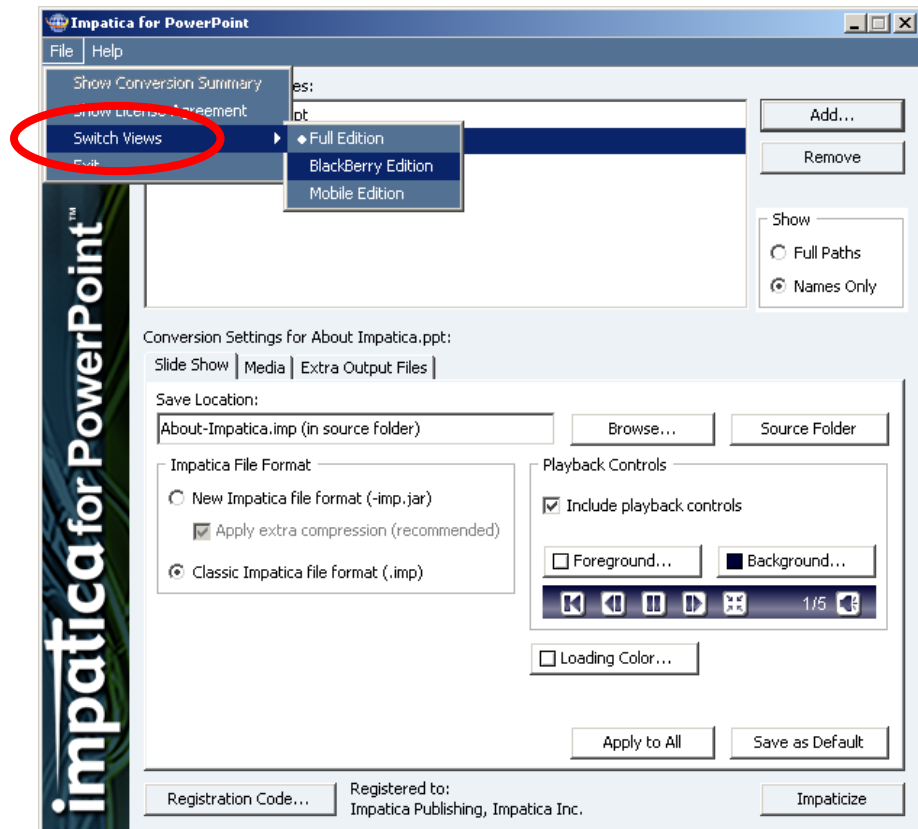 Impatica for PowerPoint
File Help
Show Conversion Summary
es:
Show License Agreement
pt
Add...
Switch Views
Full Edition
Exit
BlackBerry Edition
Remove
Mobile Edition
Show
Full Paths
Names Only
impatica for PowerPoint™
Conversion Settings for About Impatica.ppt:
Slide Show Media Extra Output Files
Save Location:
About-Impatica.imp (in source folder) Browse... Source Folder
Impatica File Format
New Impatica file format (-imp.jar)
Apply extra compression (recommended)
Classic Impatica file format (.imp)
Playback Controls
Include playback controls
Foreground... Background...
1/5
Loading Color...
Apply to All Save as Default
Registration Code...
Registered to:
Impatica Publishing, Impatica Inc.
Impaticize